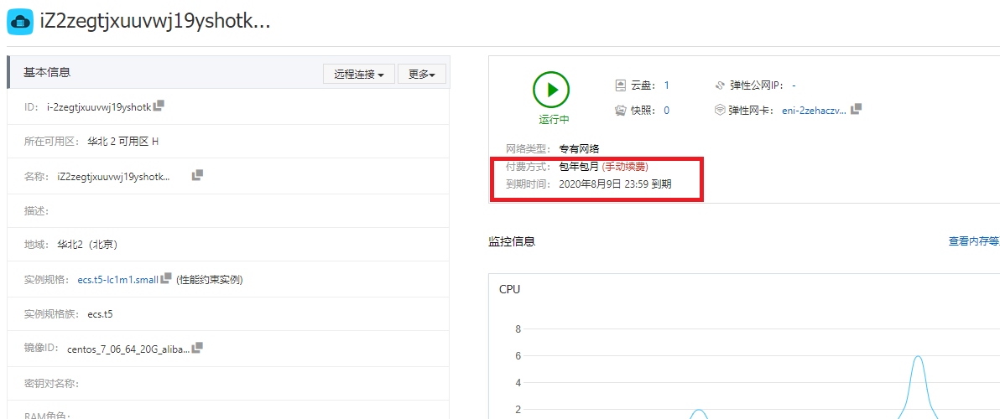 iZ2zegtjxuuvwj19yshotk...
基本信息
远程连接 更多
ID: i-2zegtjxuuvwj19yshotk
所在可用区: 华北 2 可用区 H
名称: iZ2zegtjxuuvwj19yshotk...
描述:
地域: 华北2（北京）
实例规格: ecs.t5-lc1m1.small (性能约束实例)
实例规格族: ecs.t5
镜像ID: centos_7_06_64_20G_aliba...
密钥对名称:
RAM角色:
运行中
云盘: 1
弹性公网IP: -
快照: 0
弹性网卡: eni-2zehaczv...
网络类型: 专有网络
付费方式: 包年包月 (手动续费)
到期时间: 2020年8月9日 23:59 到期
监控信息
查看内存等
CPU
8
6
4
2